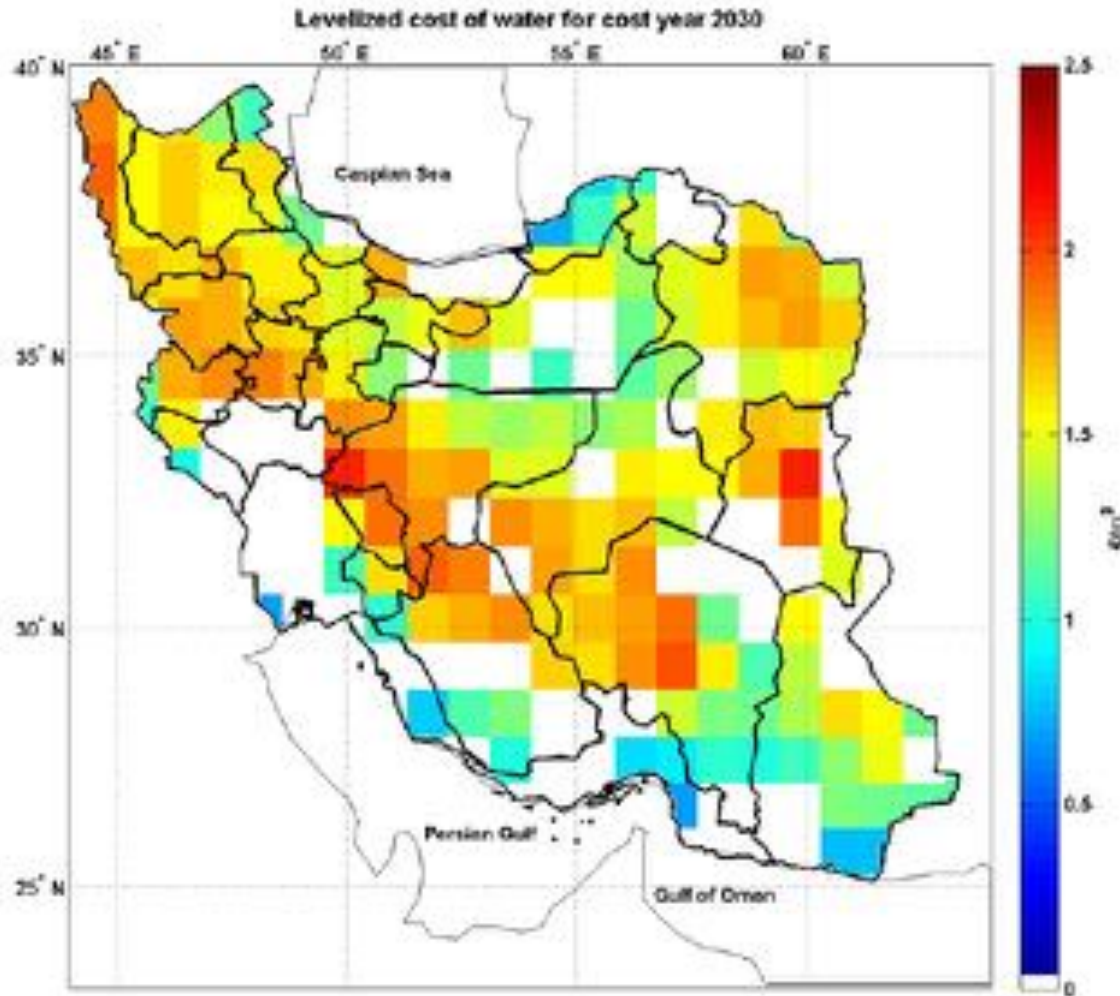 Levelized cost of water for cost year 2030
45° E 50° E 55° E 60° E
40° N
35° N
30° N
25° N
Caspian Sea
Persian Gulf
Gulf of Oman
2.5
2
1.5
1
0.5
0